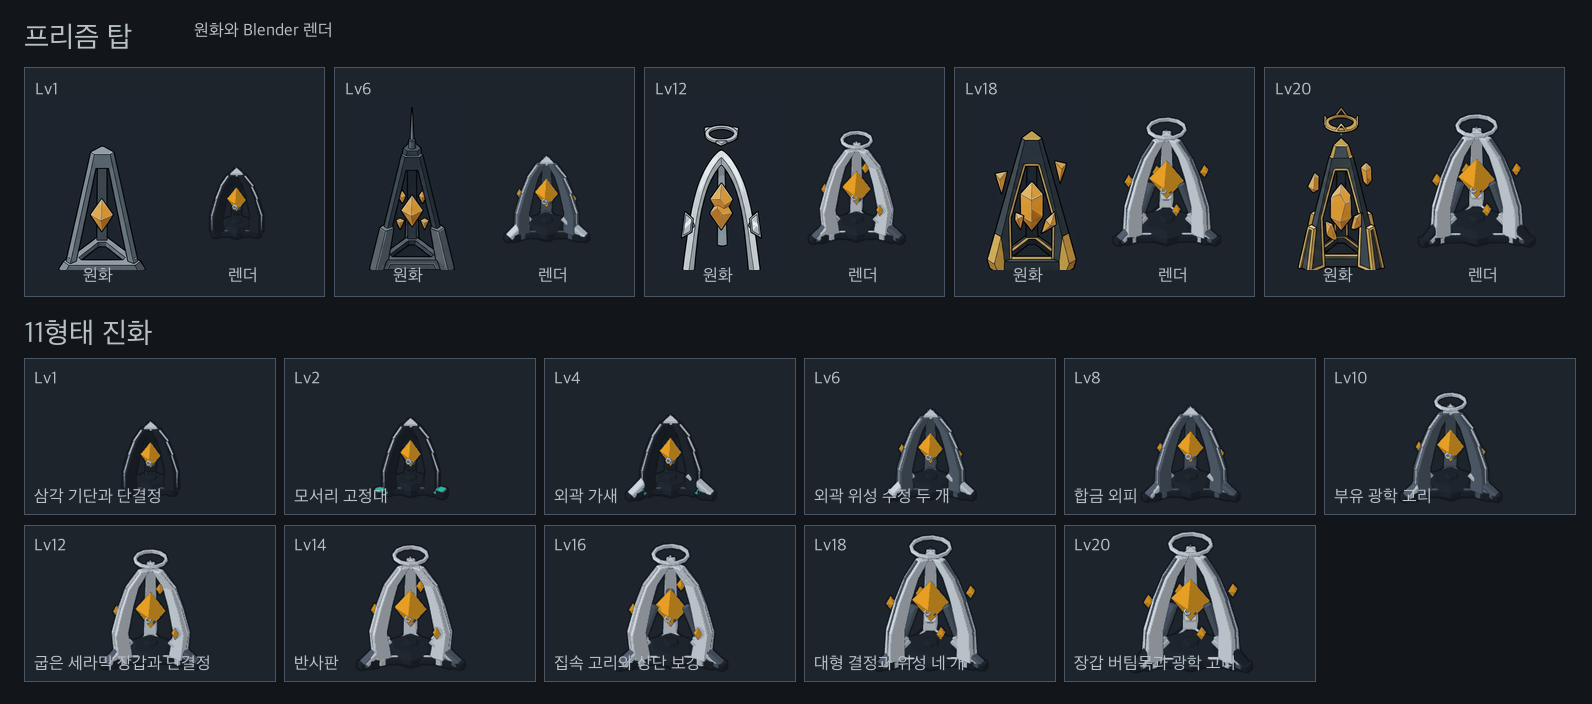 프리즘 탑
원화와 Blender 렌더
Lv1
원화
렌더
Lv6
원화
렌더
Lv12
원화
렌더
Lv18
원화
렌더
Lv20
원화
렌더
11형태 진화
Lv1
삼각 기단과 단결정
Lv2
모서리 고정대
Lv4
외곽 가새
Lv6
외곽 위성 수정 두 개
Lv8
합금 외피
Lv10
부유 광학 고리
Lv12
굽은 세라믹 장갑과 단결정
Lv14
반사판
Lv16
집속 고리와 상단 보강
Lv18
대형 결정과 위성 네 개
Lv20
장갑 버팀목과 광학 고리